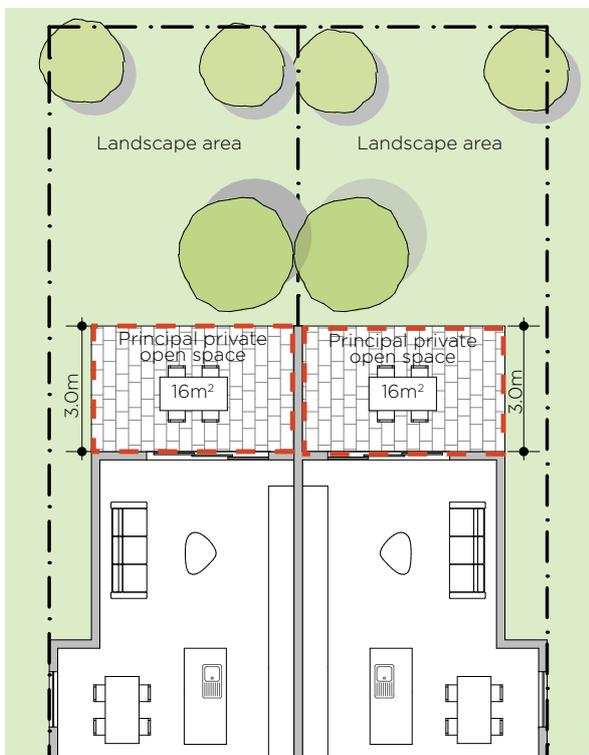 Landscape area
Landscape area
Principal private
open space
16m²
3.0m
Principal private
open space
16m²
3.0m